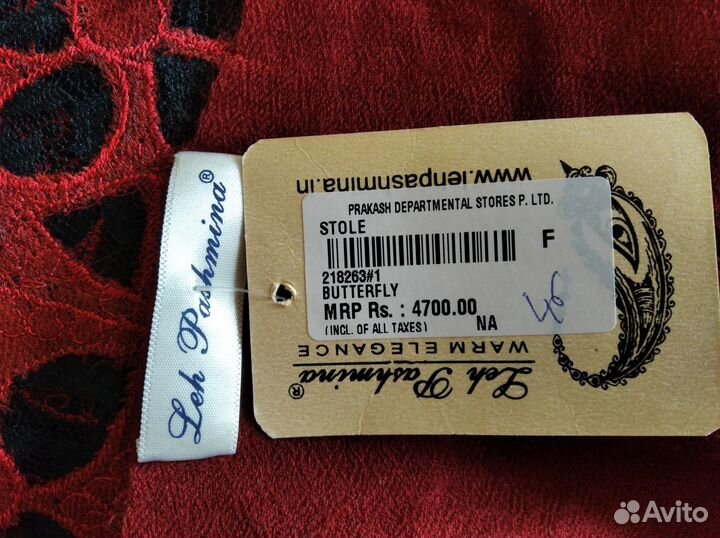 Leh Pashmina®
www.lehpashmina.in
PRAKASH DEPARTMENTAL STORES P. LTD.
STOLE
F
218263#1
BUTTERFLY
MRP Rs. : 4700.00
(INCL. OF ALL TAXES)
NA
WARM ELEGANCE
Leh Pashmina®
Avito